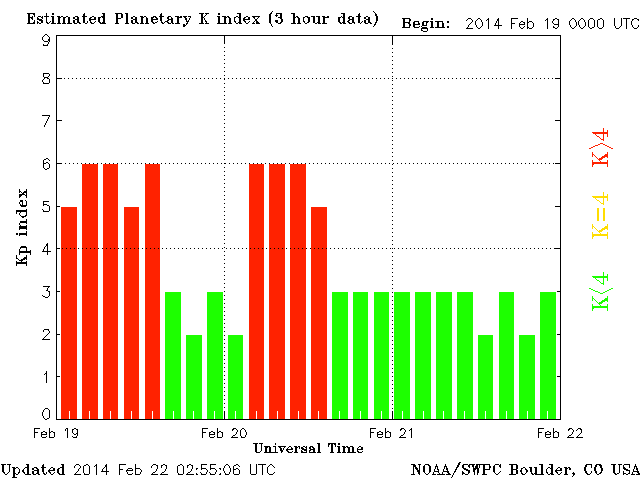 Estimated Planetary K index (3 hour data)
Begin: 2014 Feb 19 0000 UTC
9
8
7
6
5
4
3
2
1
0
Kp index
K>4
K=4
K<4
Feb 19
Feb 20
Feb 21
Feb 22
Universal Time
Updated 2014 Feb 22 02:55:06 UTC
NOAA/SWPC Boulder, CO USA